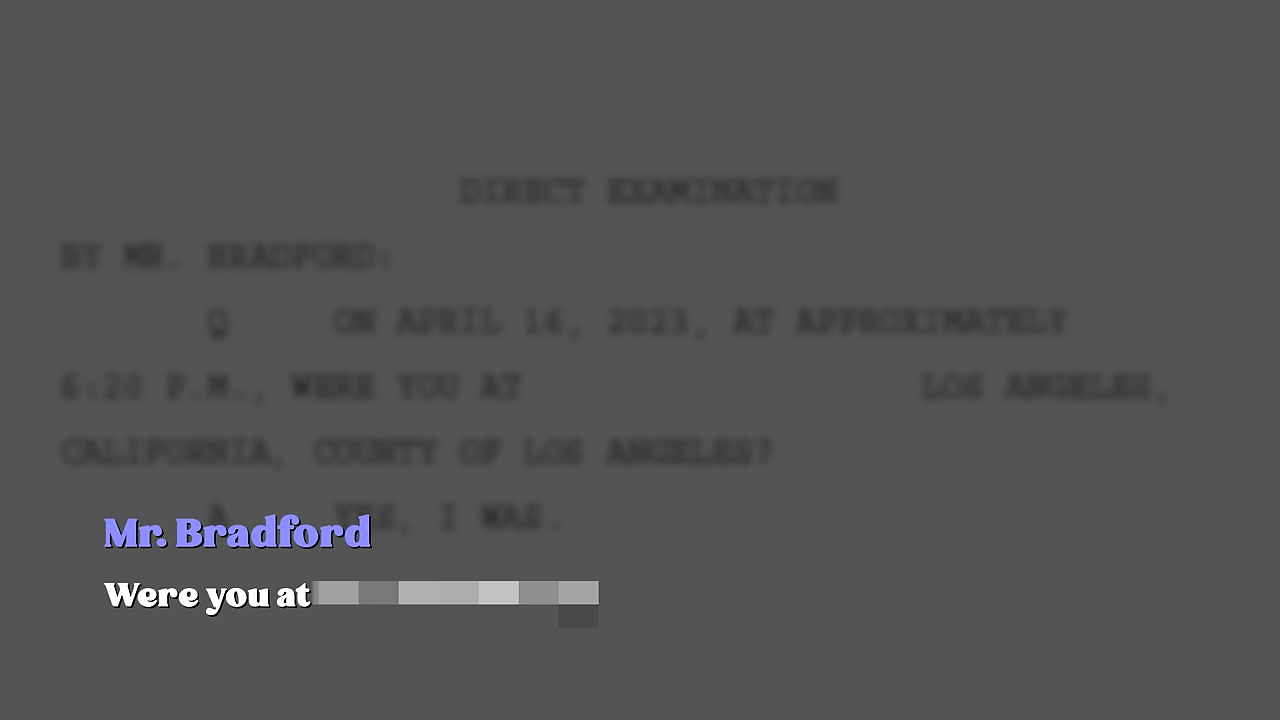 DIRECT EXAMINATION
BY MR. BRADFORD:
Q ON APRIL 16, 2023, AT APPROXIMATELY
6:20 P.M., WERE YOU AT LOS ANGELES,
CALIFORNIA, COUNTY OF LOS ANGELES?
A YES, I WAS.
Mr. Bradford
Were you at